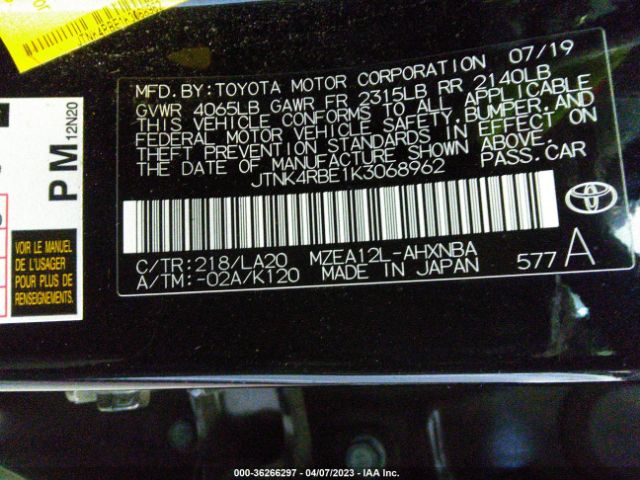 JTNK4RBE1K3068962
MFD.BY:TOYOTA MOTOR CORPORATION 07/19
GVWR 4065LB GAWR FR 2315LB RR 2140LB
THIS VEHICLE CONFORMS TO ALL APPLICABLE
FEDERAL MOTOR VEHICLE SAFETY,BUMPER,AND
THEFT PREVENTION STANDARDS IN EFFECT ON
THE DATE OF MANUFACTURE SHOWN ABOVE.
JTNK4RBE1K3068962 PASS.CAR
TOYOTA
C/TR:218/LA20 MZEA12L-AHXNBA
A/TM:-02A/K120 MADE IN JAPAN 577 A
PM 12N20
VOIR LE MANUEL
DE L'USAGER
POUR PLUS DE
RENSEIGNEMENTS.
000-36266297 - 04/07/2023 - IAA Inc.